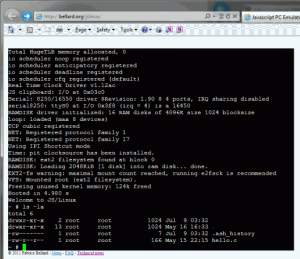 http://bellard.org/jslinux/
Javascript PC Emulato
Page Safety Tools
Total HugeTLB memory allocated, 0
io scheduler noop registered
io scheduler anticipatory registered
io scheduler deadline registered
io scheduler cfq registered (default)
Real Time Clock Driver v1.12ac
JS clipboard: I/O at 0x03c0
Serial: 8250/16550 driver $Revision: 1.90 $ 4 ports, IRQ sharing disabled
serial8250: ttyS0 at I/O 0x3f8 (irq = 4) is a 16450
RAMDISK driver initialized: 16 RAM disks of 4096K size 1024 blocksize
loop: loaded (max 8 devices)
TCP cubic registered
NET: Registered protocol family 1
NET: Registered protocol family 17
Using IPI Shortcut mode
Time: pit clocksource has been installed.
RAMDISK: ext2 filesystem found at block 0
RAMDISK: Loading 2048KiB [1 disk] into ram disk... done.
EXT2-fs warning: maximal mount count reached, running e2fsck is recommended
VFS: Mounted root (ext2 filesystem).
Freeing unused kernel memory: 124k freed
Booted in 4.980 s
Welcome to JS/Linux
~ # ls -la
total 6
drwxr-xr-x 2 root root 1024 Jul 9 03:32 .
drwxr-xr-x 13 root root 1024 May 16 16:33 ..
-rw------- 1 root root 7 Jul 9 03:32 .ash_history
-rw-r--r-- 1 root root 166 May 15 22:15 hello.c
~ #
© 2011 Fabrice Bellard - News - FAQ - Technical notes